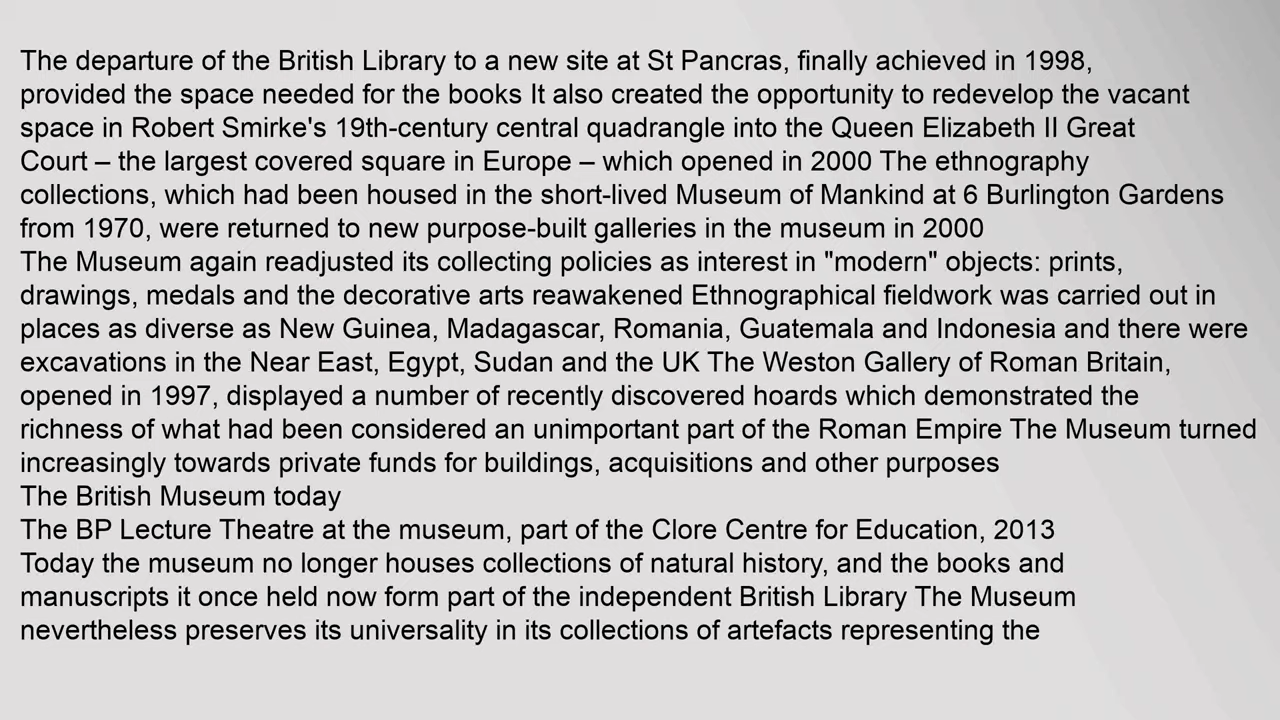 The departure of the British Library to a new site at St Pancras, finally achieved in 1998,
provided the space needed for the books It also created the opportunity to redevelop the vacant
space in Robert Smirke's 19th-century central quadrangle into the Queen Elizabeth II Great
Court – the largest covered square in Europe – which opened in 2000 The ethnography
collections, which had been housed in the short-lived Museum of Mankind at 6 Burlington Gardens
from 1970, were returned to new purpose-built galleries in the museum in 2000
The Museum again readjusted its collecting policies as interest in "modern" objects: prints,
drawings, medals and the decorative arts reawakened Ethnographical fieldwork was carried out in
places as diverse as New Guinea, Madagascar, Romania, Guatemala and Indonesia and there were
excavations in the Near East, Egypt, Sudan and the UK The Weston Gallery of Roman Britain,
opened in 1997, displayed a number of recently discovered hoards which demonstrated the
richness of what had been considered an unimportant part of the Roman Empire The Museum turned
increasingly towards private funds for buildings, acquisitions and other purposes
The British Museum today
The BP Lecture Theatre at the museum, part of the Clore Centre for Education, 2013
Today the museum no longer houses collections of natural history, and the books and
manuscripts it once held now form part of the independent British Library The Museum
nevertheless preserves its universality in its collections of artefacts representing the